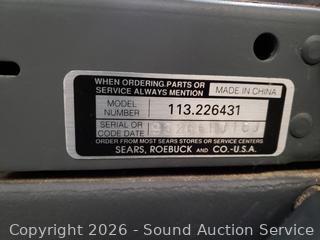 WHEN ORDERING PARTS OR
SERVICE ALWAYS MENTION
MADE IN CHINA
MODEL
NUMBER
113.226431
SERIAL OR
CODE DATE
ORDER FROM MOST SEARS STORES OR SERVICE CENTERS
SEARS, ROEBUCK AND CO.-U.S.A.
Copyright 2026 - Sound Auction Service